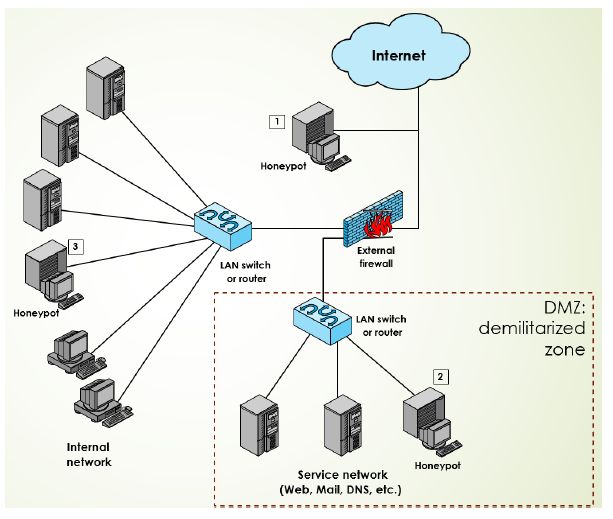 Internet
1
Honeypot
3
Honeypot
LAN switch
or router
External
firewall
LAN switch
or router
DMZ:
demilitarized
zone
2
Honeypot
Internal
network
Service network
(Web, Mail, DNS, etc.)